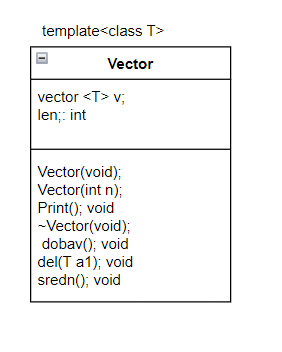 template<class T>
Vector
vector <T> v;
len;: int
Vector(void);
Vector(int n);
Print(); void
~Vector(void);
dobav(); void
del(T a1); void
sredn(); void